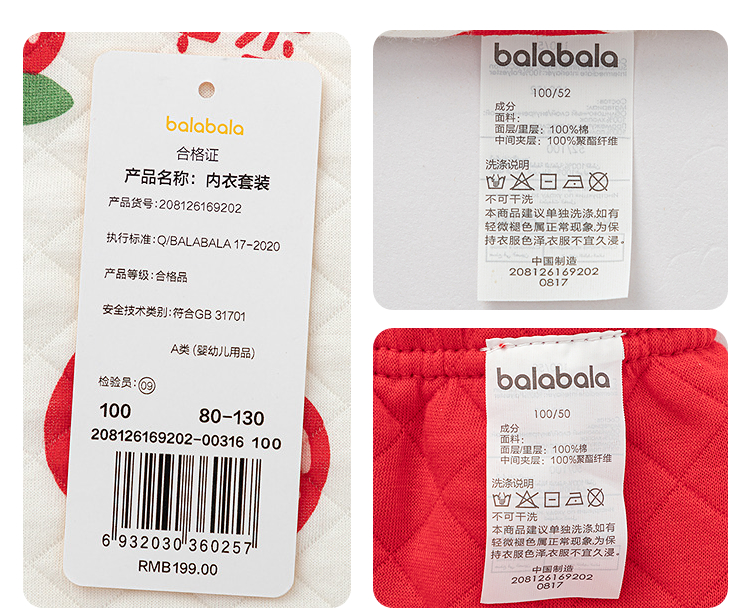 balabala
合格证
产品名称：内衣套装
产品货号：208126169202
执行标准：Q/BALABALA 17-2020
产品等级：合格品
安全技术类别：符合GB 31701
A类 (婴幼儿用品)
检验员：09
100 80-130
208126169202-00316 100
6 932030 360257
RMB199.00
balabala
100/52
成分
面料：
面层/里层：100%棉
中间夹层：100%聚酯纤维
洗涤说明
不可干洗
本商品建议单独洗涤,如有
轻微褪色属正常现象,为保
持衣服色泽,衣服不宜久浸。
中国制造
208126169202
0817
balabala
100/50
成分
面料：
面层/里层：100%棉
中间夹层：100%聚酯纤维
洗涤说明
不可干洗
本商品建议单独洗涤,如有
轻微褪色属正常现象,为保
持衣服色泽,衣服不宜久浸。
中国制造
208126169202
0817